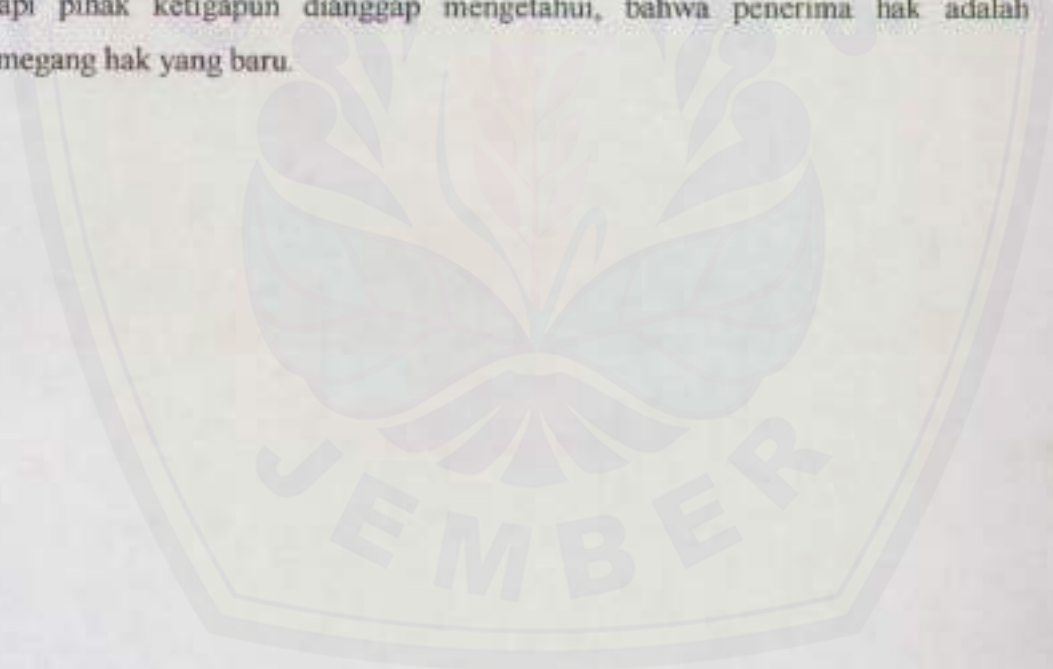 api pihak ketigapun dianggap mengetahui, bahwa penerima hak adalah
megang hak yang baru.
JEMBER